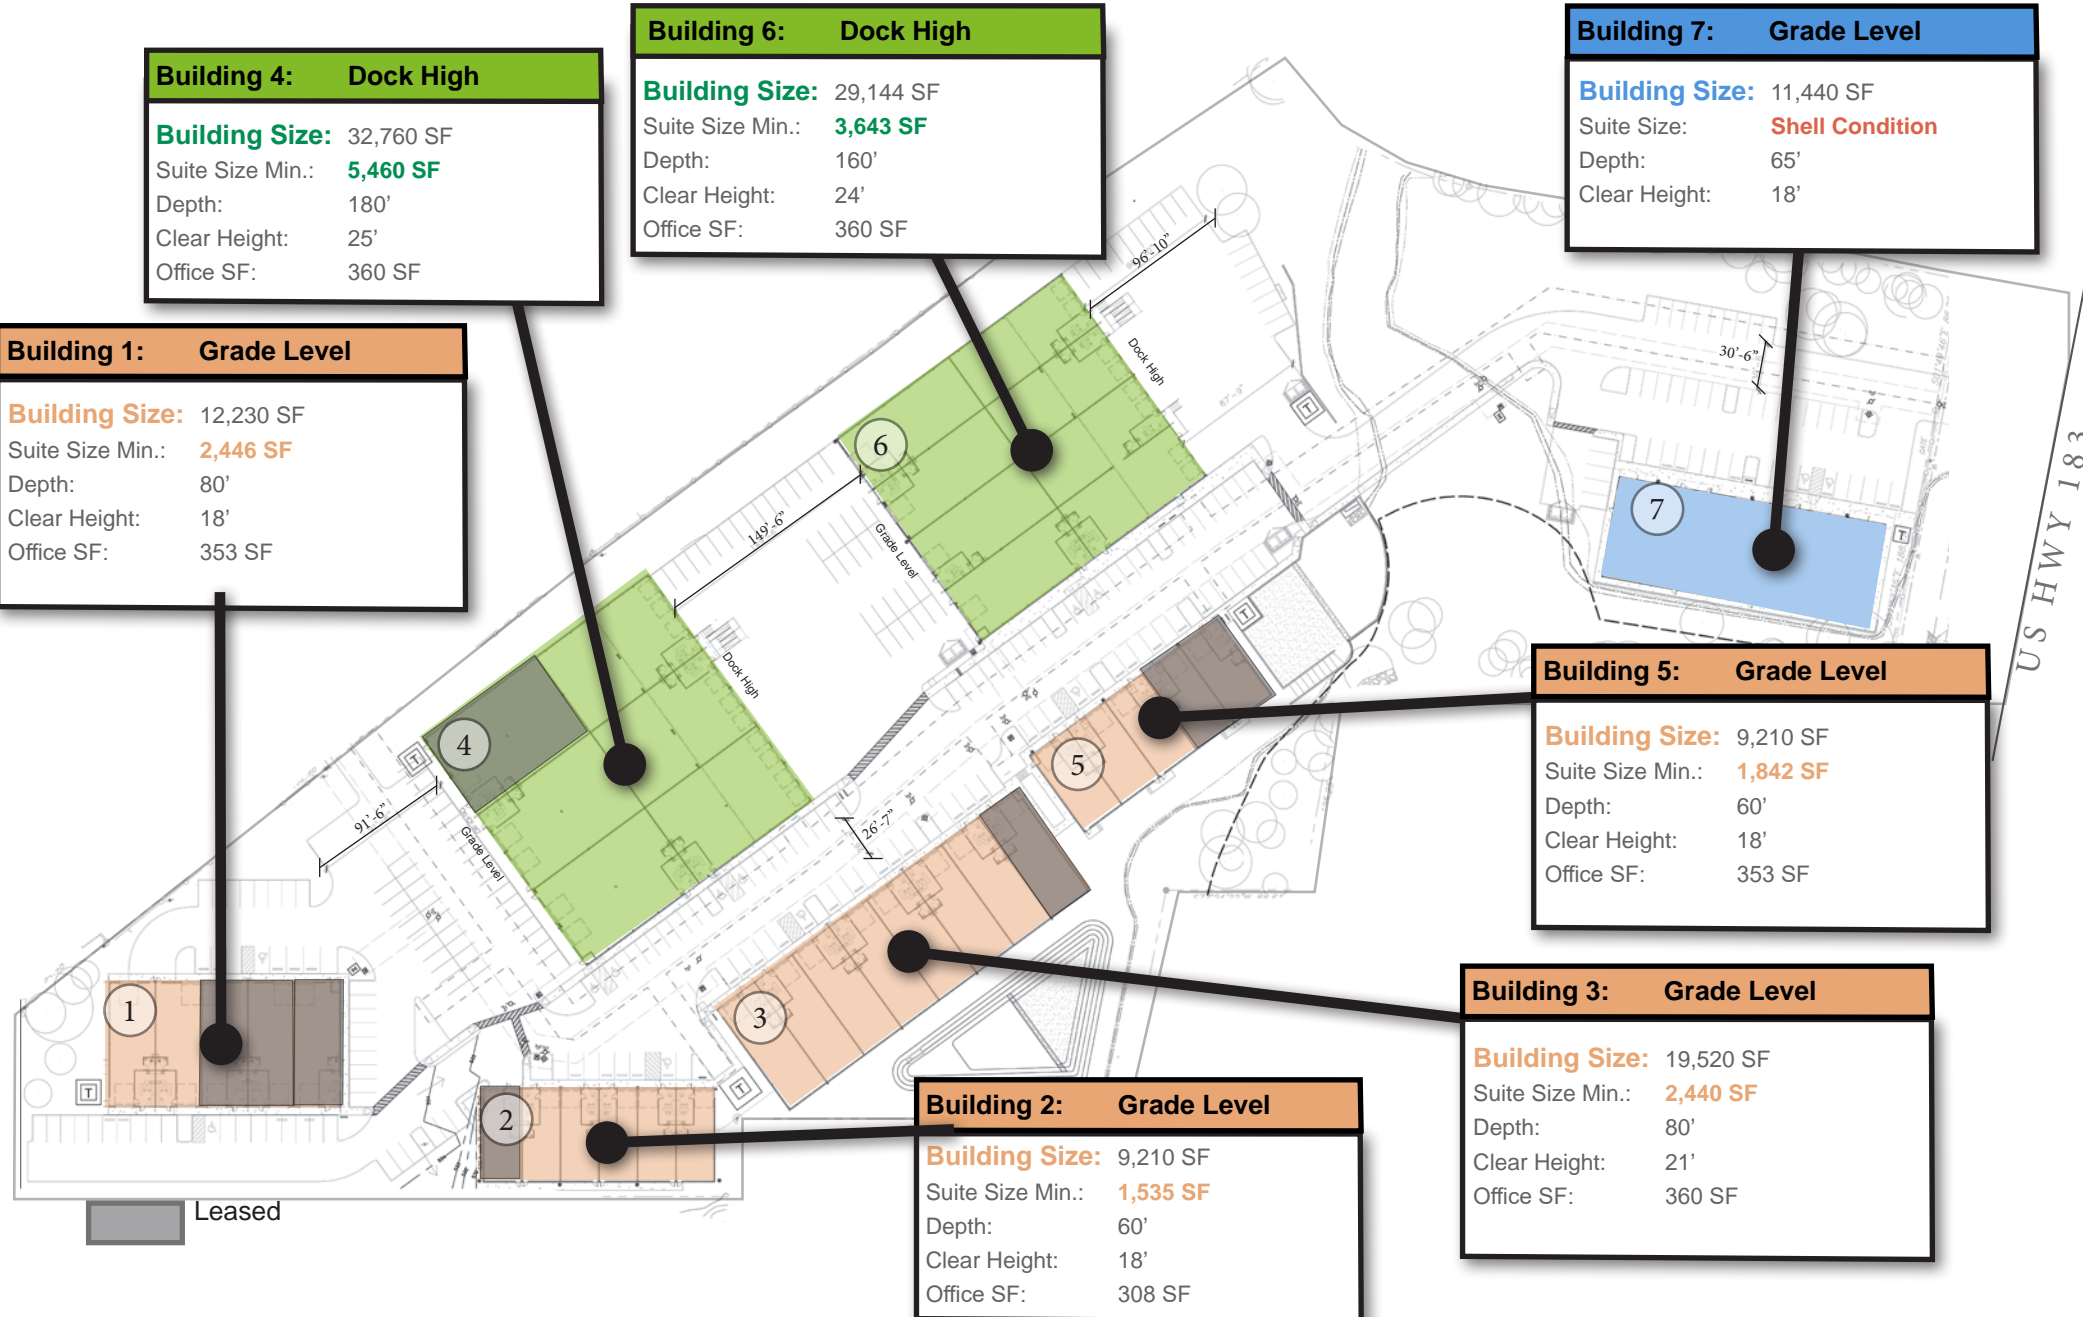 Building 6: Dock High
Building Size: 29,144 SF
Suite Size Min.: 3,643 SF
Depth: 160’
Clear Height: 24’
Office SF: 360 SF
Building 7: Grade Level
Building Size: 11,440 SF
Suite Size: Shell Condition
Depth: 65’
Clear Height: 18’
Building 4: Dock High
Building Size: 32,760 SF
Suite Size Min.: 5,460 SF
Depth: 180’
Clear Height: 25’
Office SF: 360 SF
Building 1: Grade Level
Building Size: 12,230 SF
Suite Size Min.: 2,446 SF
Depth: 80’
Clear Height: 18’
Office SF: 353 SF
96’-10”
Dock High
87'-9"
30’-6”
6
149’-6”
Grade Level
7
T
T
US HWY 183
Dock High
4
T
91’-6”
Grade Level
T
5
26’-7”
Building 5: Grade Level
Building Size: 9,210 SF
Suite Size Min.: 1,842 SF
Depth: 60’
Clear Height: 18’
Office SF: 353 SF
1
T
3
T
2
Building 3: Grade Level
Building Size: 19,520 SF
Suite Size Min.: 2,440 SF
Depth: 80’
Clear Height: 21’
Office SF: 360 SF
Building 2: Grade Level
Building Size: 9,210 SF
Suite Size Min.: 1,535 SF
Depth: 60’
Clear Height: 18’
Office SF: 308 SF
Leased